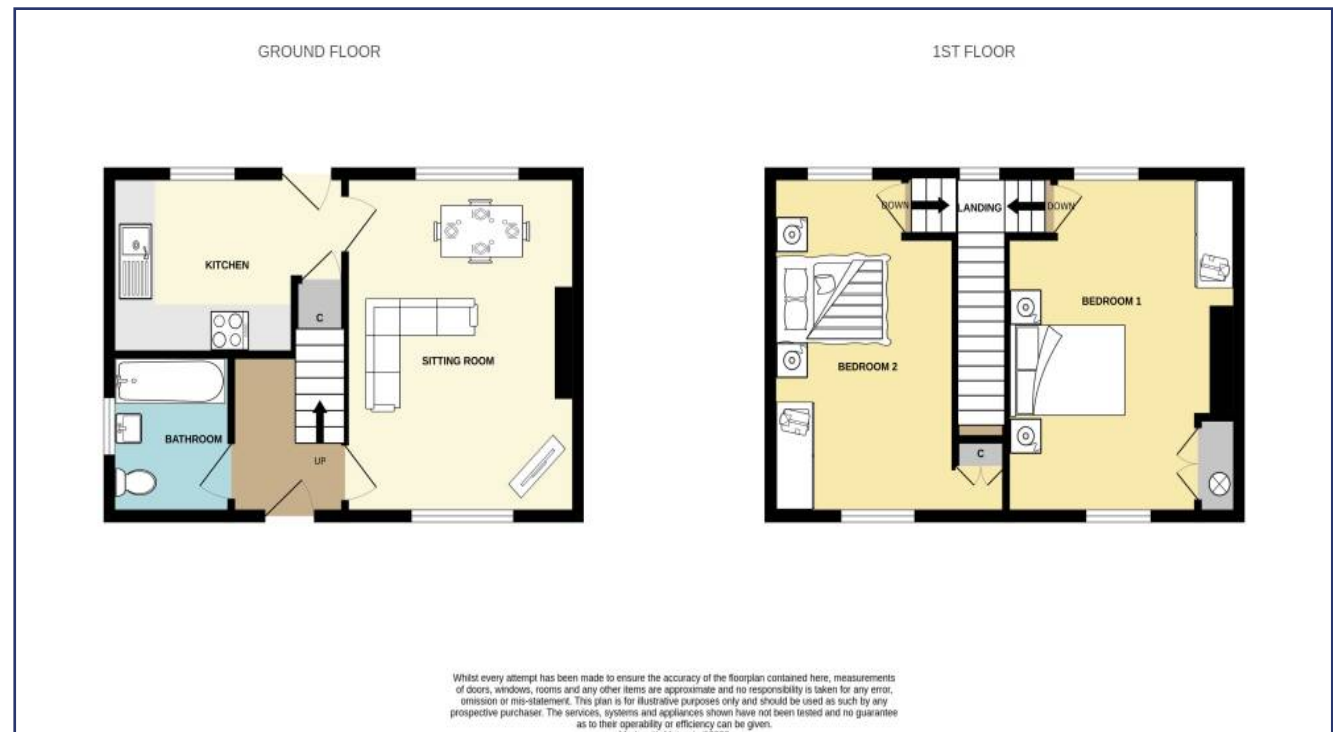 GROUND FLOOR
1ST FLOOR
KITCHEN
C
SITTING ROOM
BATHROOM
UP
DOWN
LANDING
DOWN
BEDROOM 1
BEDROOM 2
C
Whilst every attempt has been made to ensure the accuracy of the floorplan contained here, measurements
of doors, windows, rooms and any other items are approximate and no responsibility is taken for any error,
omission or mis-statement. This plan is for illustrative purposes only and should be used as such by any
prospective purchaser. The services, systems and appliances shown have not been tested and no guarantee
as to their operability or efficiency can be given.